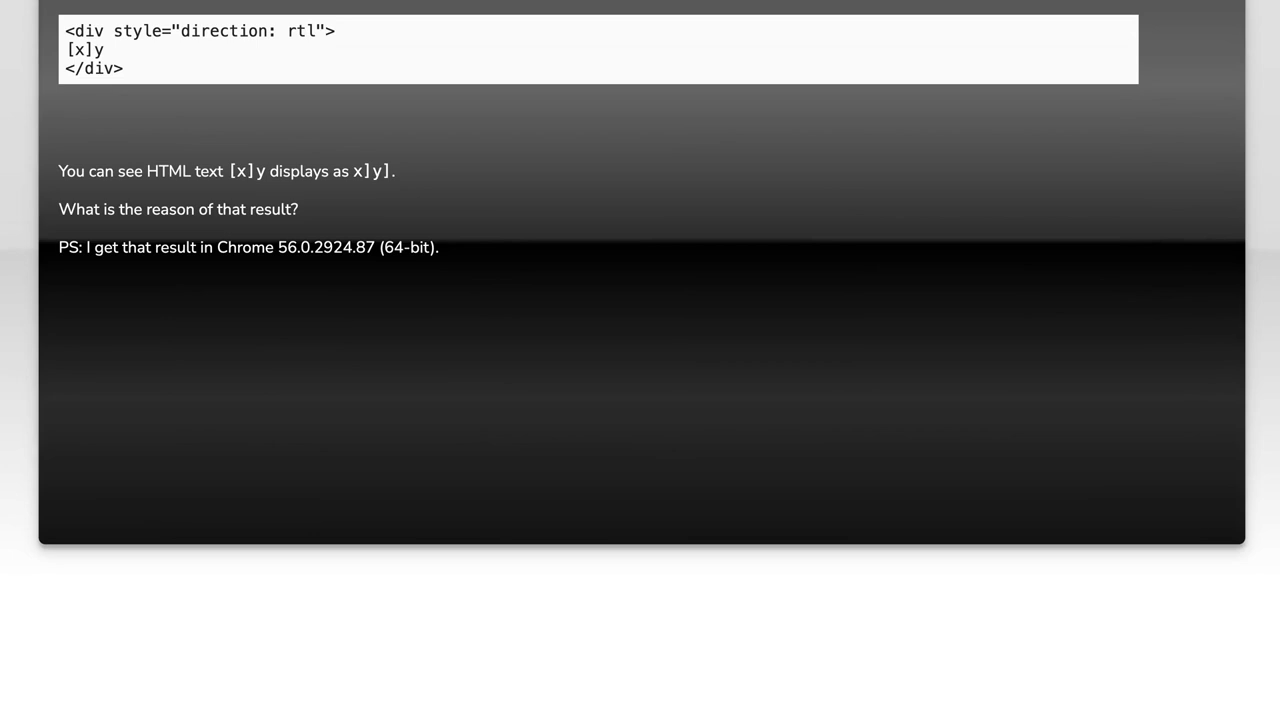 <div style="direction: rtl">
[x]y
</div>
You can see HTML text [x]y displays as x]y].
What is the reason of that result?
PS: I get that result in Chrome 56.0.2924.87 (64-bit).